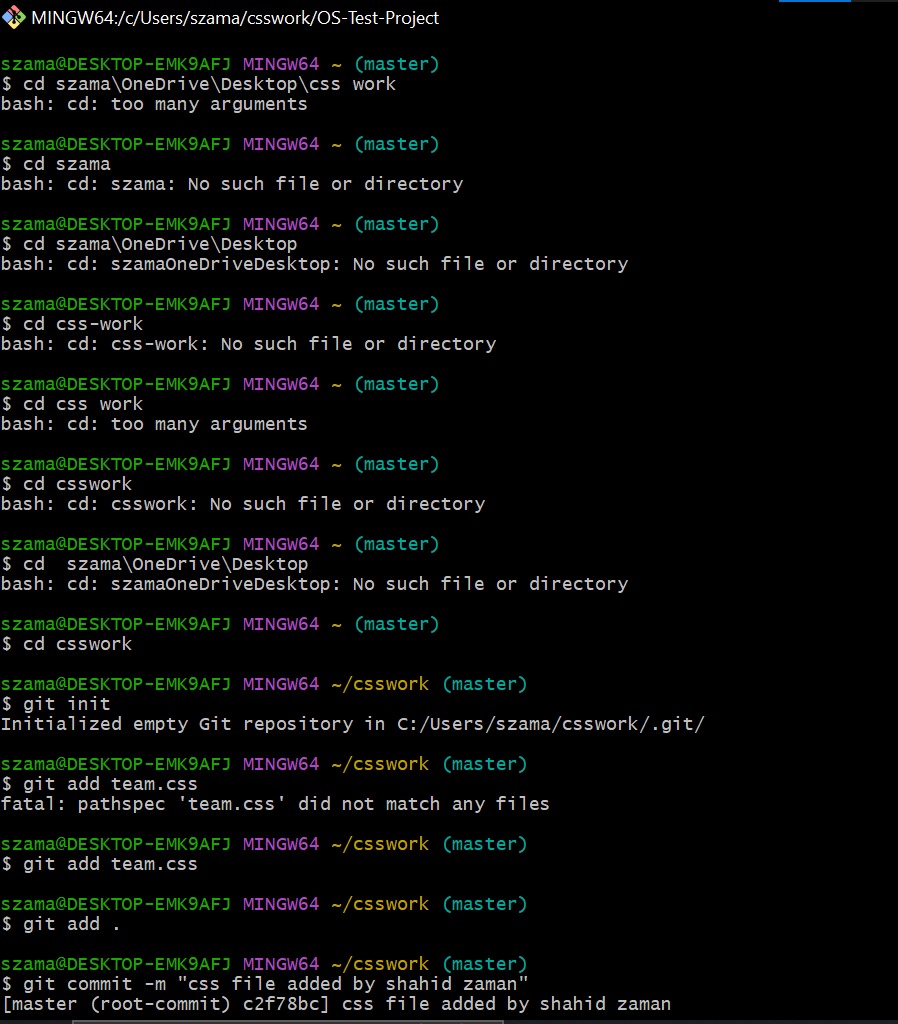 MINGW64:/c/Users/szama/csswork/OS-Test-Project
szama@DESKTOP-EMK9AFJ MINGW64 ~ (master)
$ cd szama\OneDrive\Desktop\css work
bash: cd: too many arguments
szama@DESKTOP-EMK9AFJ MINGW64 ~ (master)
$ cd szama
bash: cd: szama: No such file or directory
szama@DESKTOP-EMK9AFJ MINGW64 ~ (master)
$ cd szama\OneDrive\Desktop
bash: cd: szamaOneDriveDesktop: No such file or directory
szama@DESKTOP-EMK9AFJ MINGW64 ~ (master)
$ cd css-work
bash: cd: css-work: No such file or directory
szama@DESKTOP-EMK9AFJ MINGW64 ~ (master)
$ cd css work
bash: cd: too many arguments
szama@DESKTOP-EMK9AFJ MINGW64 ~ (master)
$ cd csswork
bash: cd: csswork: No such file or directory
szama@DESKTOP-EMK9AFJ MINGW64 ~ (master)
$ cd  szama\OneDrive\Desktop
bash: cd: szamaOneDriveDesktop: No such file or directory
szama@DESKTOP-EMK9AFJ MINGW64 ~ (master)
$ cd csswork
szama@DESKTOP-EMK9AFJ MINGW64 ~/csswork (master)
$ git init
Initialized empty Git repository in C:/Users/szama/csswork/.git/
szama@DESKTOP-EMK9AFJ MINGW64 ~/csswork (master)
$ git add team.css
fatal: pathspec 'team.css' did not match any files
szama@DESKTOP-EMK9AFJ MINGW64 ~/csswork (master)
$ git add team.css
szama@DESKTOP-EMK9AFJ MINGW64 ~/csswork (master)
$ git add .
szama@DESKTOP-EMK9AFJ MINGW64 ~/csswork (master)
$ git commit -m "css file added by shahid zaman"
[master (root-commit) c2f78bc] css file added by shahid zaman